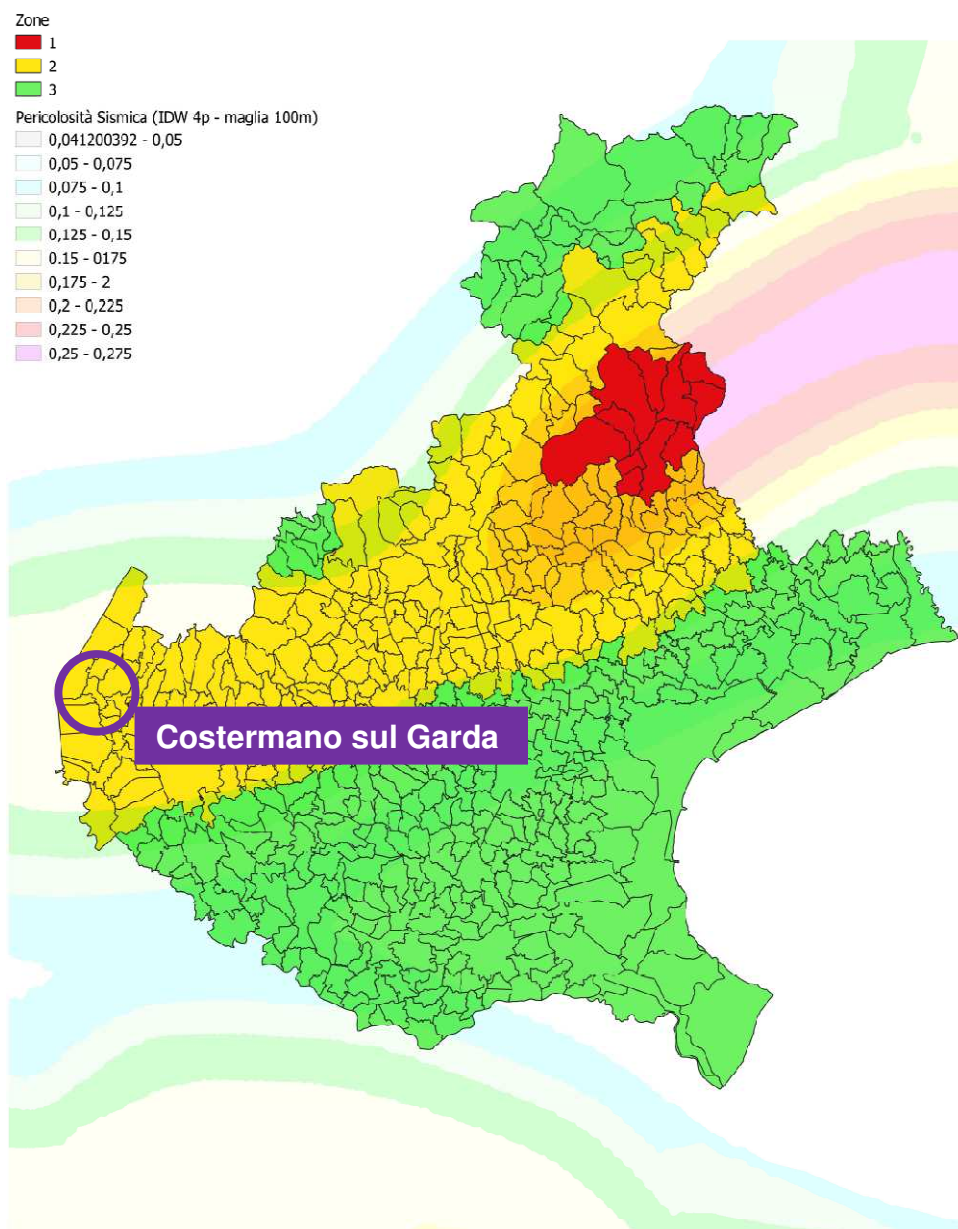 Zone
1
2
3
Pericolosità Sismica (IDW 4p - maglia 100m)
0,041200392 - 0,05
0,05 - 0,075
0,075 - 0,1
0,1 - 0,125
0,125 - 0,15
0.15 - 0175
0,175 - 2
0,2 - 0,225
0,225 - 0,25
0,25 - 0,275
Costermano sul Garda